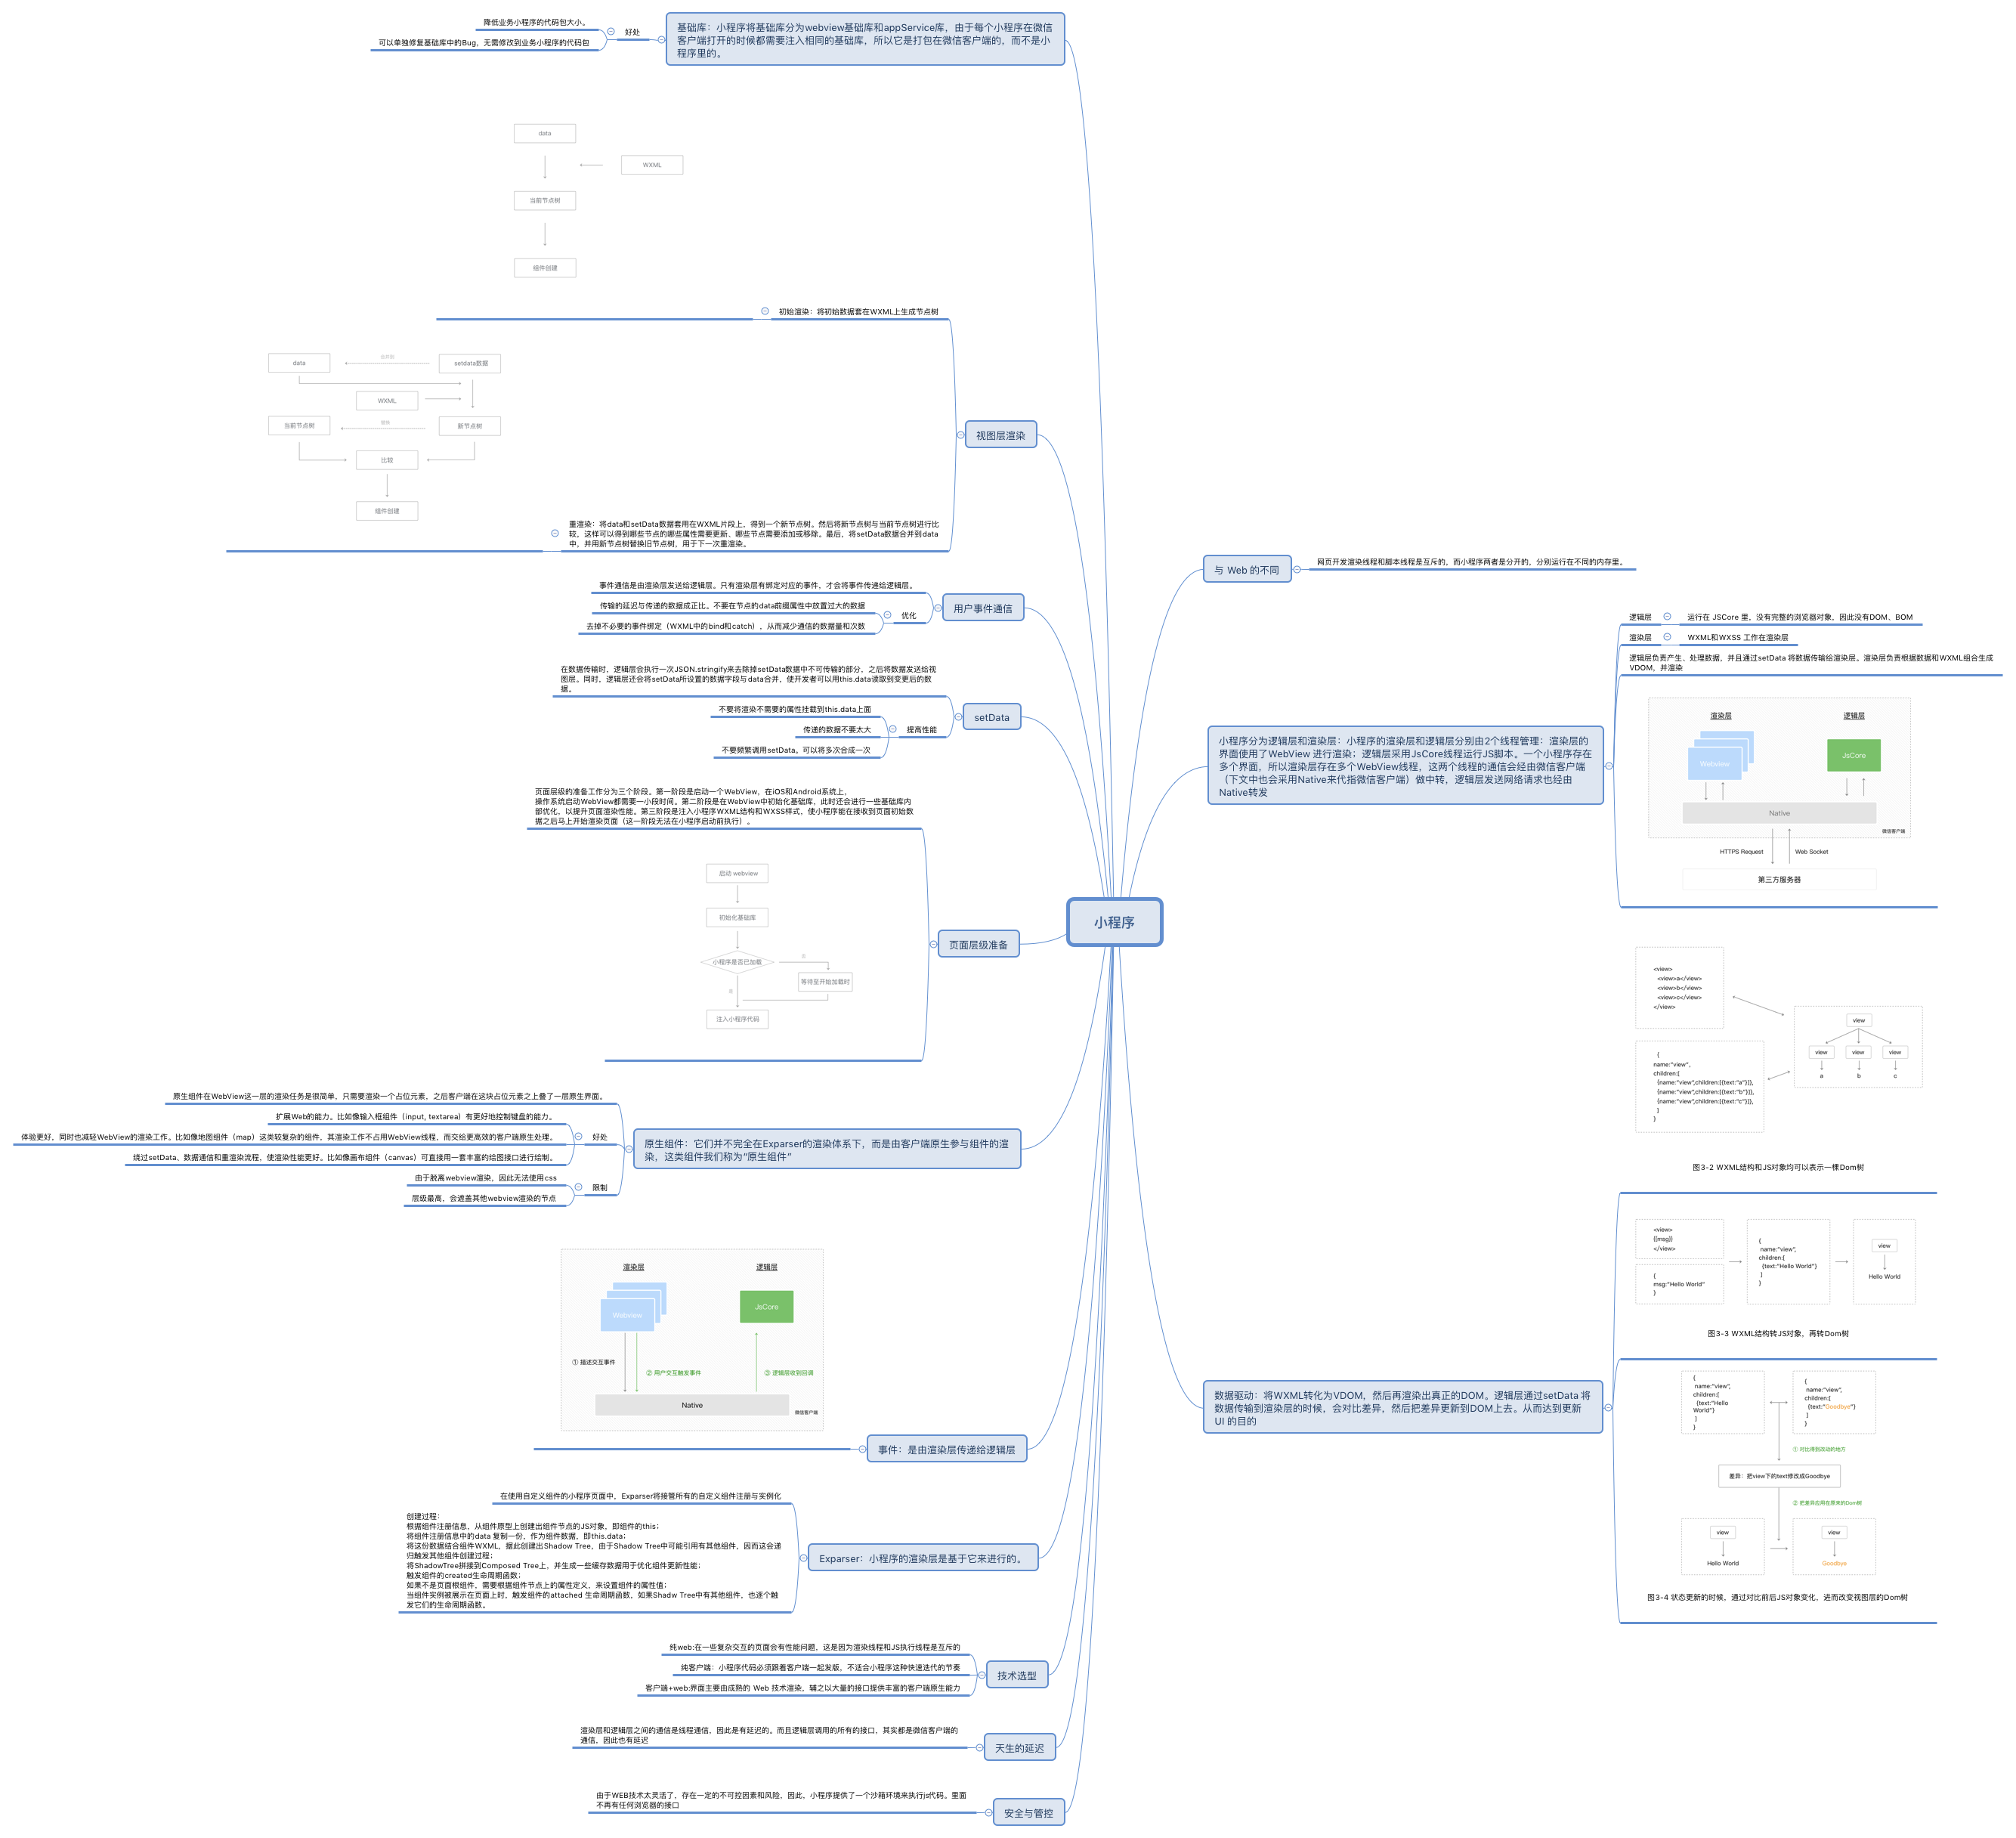 小程序
基础库：小程序将基础库分为webview基础库和appService库，由于每个小程序在微信
客户端打开的时候都需要注入相同的基础库，所以它是打包在微信客户端的，而不是小
程序里的。
好处
降低业务小程序的代码包大小。
可以单独修复基础库中的Bug，无需修改到业务小程序的代码包
视图层渲染
初始渲染：将初始数据套在WXML上生成节点树
data
WXML
当前节点树
组件创建
重渲染：将data和setData数据套用在WXML片段上，得到一个新节点树。然后将新节点树与当前节点树进行比
较，这样可以得到哪些节点的哪些属性需要更新、哪些节点需要添加或移除。最后，将setData数据合并到data
中，并用新节点树替换旧节点树，用于下一次重渲染。
data
setdata数据
WXML
当前节点树
替换
新节点树
比较
组件创建
用户事件通信
事件通信是由渲染层发送给逻辑层。只有渲染层有绑定对应的事件，才会将事件传递给逻辑层。
优化
传输的延迟与传递的数据成正比。不要在节点的data前缀属性中放置过大的数据
去掉不必要的事件绑定（WXML中的bind和catch），从而减少通信的数据量和次数
setData
在数据传输时，逻辑层会执行一次JSON.stringify来去除掉setData数据中不可传输的部分，之后将数据发送给视
图层。同时，逻辑层还会将setData所设置的数据字段与data合并，使开发者可以用this.data读取到变更后的数
据。
提高性能
不要将渲染不需要的属性挂载到this.data上面
传递的数据不要太大
不要频繁调用setData。可以将多次合成一次
页面层级准备
页面层级的准备工作分为三个阶段。第一阶段是启动一个WebView，在iOS和Android系统上，
操作系统启动WebView都需要一小段时间。第二阶段是在WebView中初始化基础库，此时还会进行一些基础库内
部优化，以提升页面渲染性能。第三阶段是注入小程序WXML结构和WXSS样式，使小程序能在接收到页面初始数
据之后马上开始渲染页面（这一阶段无法在小程序启动前执行）。
启动 webview
初始化基础库
小程序是否已加载
否
等待至开始加载时
是
注入小程序代码
原生组件：它们并不完全在Exparser的渲染体系下，而是由客户端原生参与组件的渲
染，这类组件我们称为“原生组件”
原生组件在WebView这一层的渲染任务是很简单，只需要渲染一个占位元素，之后客户端在这块占位元素之上叠了一层原生界面。
好处
扩展Web的能力。比如像输入框组件（input, textarea）有更好地控制键盘的能力。
体验更好，同时也减轻WebView的渲染工作。比如像地图组件（map）这类较复杂的组件，其渲染工作不占用WebView线程，而交给更高效的客户端原生处理。
绕过setData、数据通信和重渲染流程，使渲染性能更好。比如像画布组件（canvas）可直接用一套丰富的绘图接口进行绘制。
限制
由于脱离webview渲染，因此无法使用css
层级最高，会遮盖其他webview渲染的节点
事件：是由渲染层传递给逻辑层
渲染层
逻辑层
Webview
JsCore
① 描述交互事件
② 用户交互触发事件
③ 逻辑层收到回调
Native
微信客户端
Exparser：小程序的渲染层是基于它来进行的。
在使用自定义组件的小程序页面中，Exparser将接管所有的自定义组件注册与实例化
创建过程：
根据组件注册信息，从组件原型上创建出组件节点的JS对象，即组件的this；
将组件注册信息中的data 复制一份，作为组件数据，即this.data；
将这份数据结合组件WXML，据此创建出Shadow Tree，由于Shadow Tree中可能引用有其他组件，因而这会递
归触发其他组件创建过程；
将ShadowTree拼接到Composed Tree上，并生成一些缓存数据用于优化组件更新性能；
触发组件的created生命周期函数；
如果不是页面根组件，需要根据组件节点上的属性定义，来设置组件的属性值；
当组件实例被展示在页面上时，触发组件的attached 生命周期函数，如果Shadw Tree中有其他组件，也逐个触
发它们的生命周期函数。
技术选型
纯web:在一些复杂交互的页面会有性能问题，这是因为渲染线程和JS执行线程是互斥的
纯客户端：小程序代码必须跟着客户端一起发版，不适合小程序这种快速迭代的节奏
客户端+web:界面主要由成熟的 Web 技术渲染，辅之以大量的接口提供丰富的客户端原生能力
天生的延迟
渲染层和逻辑层之间的通信是线程通信，因此是有延迟的。而且逻辑层调用的所有的接口，其实都是微信客户端的
通信，因此也有延迟
安全与管控
由于WEB技术太灵活了，存在一定的不可控因素和风险，因此，小程序提供了一个沙箱环境来执行js代码。里面
不再有任何浏览器的接口
与 Web 的不同
网页开发渲染线程和脚本线程是互斥的，而小程序两者是分开的，分别运行在不同的内存里。
小程序分为逻辑层和渲染层：小程序的渲染层和逻辑层分别由2个线程管理：渲染层的
界面使用了WebView 进行渲染；逻辑层采用JsCore线程运行JS脚本。一个小程序存在
多个界面，所以渲染层存在多个WebView线程，这两个线程的通信会经由微信客户端
（下文中也会采用Native来代指微信客户端）做中转，逻辑层发送网络请求也经由
Native转发
逻辑层
运行在 JSCore 里，没有完整的浏览器对象，因此没有DOM、BOM
渲染层
WXML和WXSS 工作在渲染层
逻辑层负责产生、处理数据，并且通过setData 将数据传输给渲染层。渲染层负责根据数据和WXML组合生成
VDOM，并渲染
渲染层
逻辑层
Webview
JsCore
Native
微信客户端
HTTPS Request
Web Socket
第三方服务器
数据驱动：将WXML转化为VDOM，然后再渲染出真正的DOM。逻辑层通过setData 将
数据传输到渲染层的时候，会对比差异，然后把差异更新到DOM上去。从而达到更新
UI 的目的
<view>
<view>a</view>
<view>b</view>
<view>c</view>
</view>
{
name:"view",
children:[
{name:"view",children:[{text:"a"}]},
{name:"view",children:[{text:"b"}]},
{name:"view",children:[{text:"c"}]},
]
}
view
view view view
a b c
图3-2 WXML结构和JS对象均可以表示一棵Dom树
<view>
{{msg}}
</view>
{
msg:"Hello World"
}
{
name:"view",
children:[
{text:"Hello World"}
]
}
view
Hello World
图3-3 WXML结构转JS对象，再转Dom树
{
name:"view",
children:[
{text:"Hello
World"}
]
}
{
name:"view",
children:[
{text:"Goodbye"}
]
}
① 对比得到改动的地方
差异：把view下的text修改成Goodbye
② 把差异应用在原来的Dom树
view
Hello World
view
Goodbye
图3-4 状态更新的时候，通过对比前后JS对象变化，进而改变视图层的Dom树